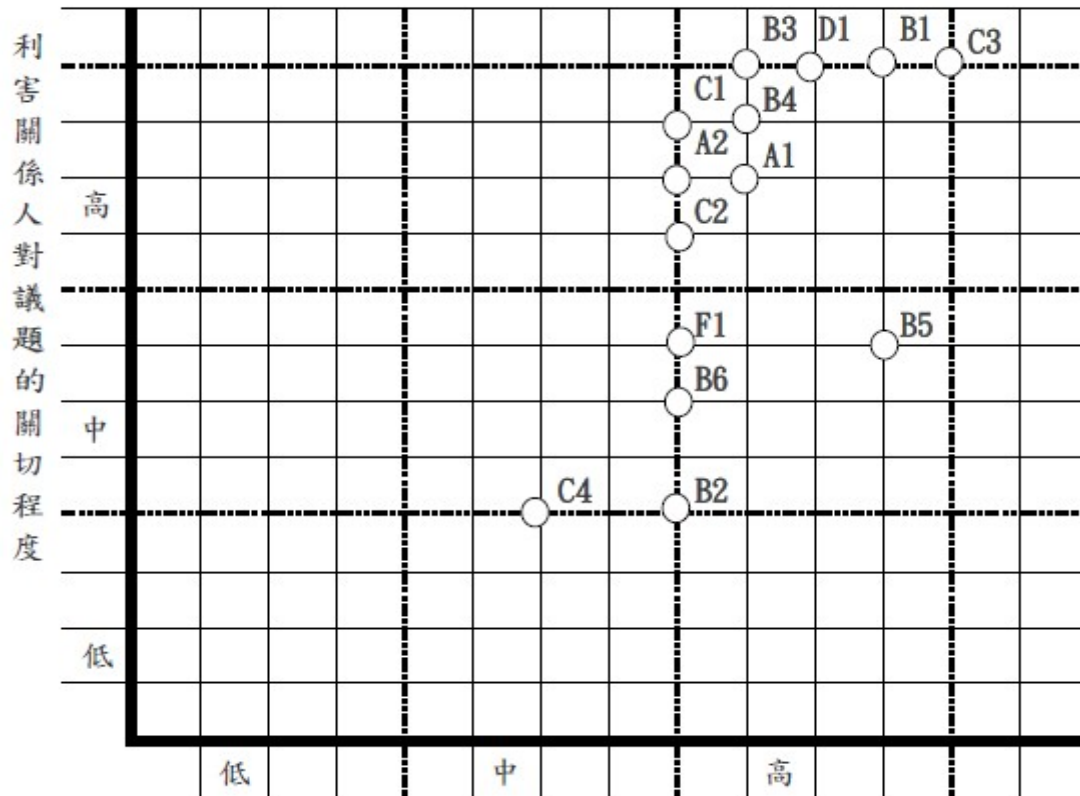 利害關係人對議題的關切程度
B3 D1 B1 C3
C1 B4
A2 A1
高 C2
F1 B5
B6
中
C4 B2
低
低 中 高